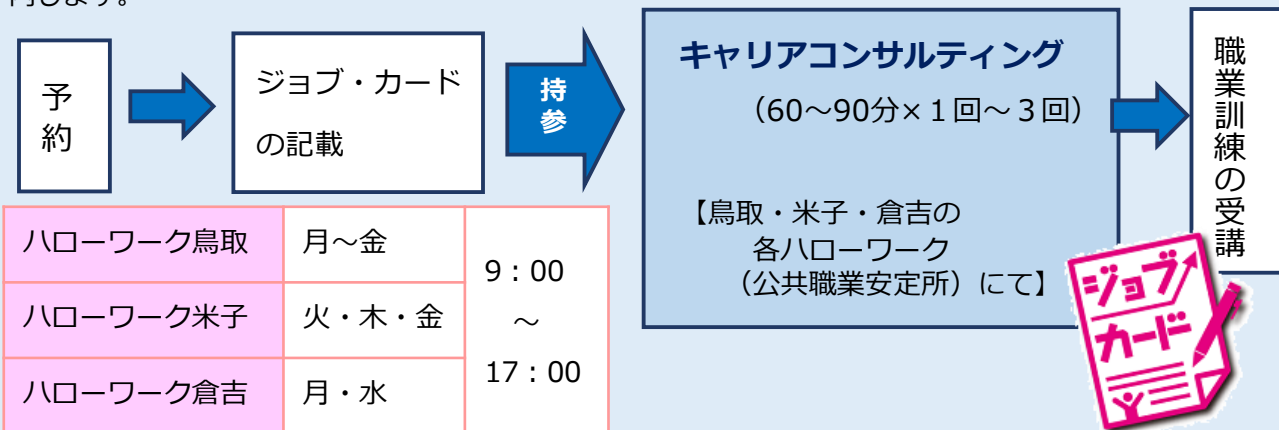 内します。
予約
ジョブ・カード
の記載
持参
キャリアコンサルティング
（60～90分×１回～３回）
【鳥取・米子・倉吉の
各ハローワーク
（公共職業安定所）にて】
職業訓練の受講
ハローワーク鳥取 月～金
ハローワーク米子 火・木・金
ハローワーク倉吉 月・水
9：00
～
17：00
ジョブ
カード